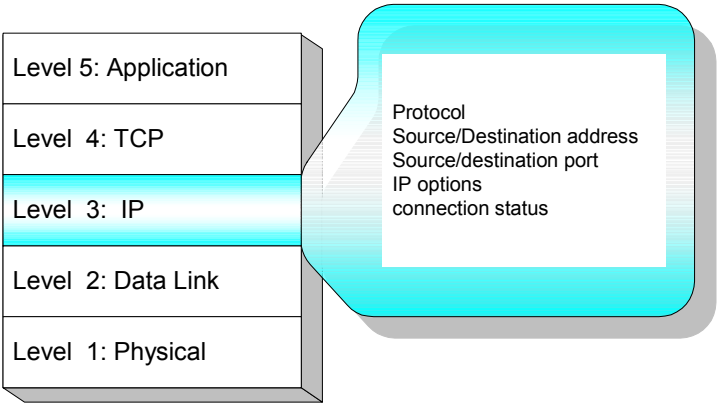 Level 5: Application
Level 4: TCP
Level 3: IP
Level 2: Data Link
Level 1: Physical
Protocol
Source/Destination address
Source/destination port
IP options
connection status